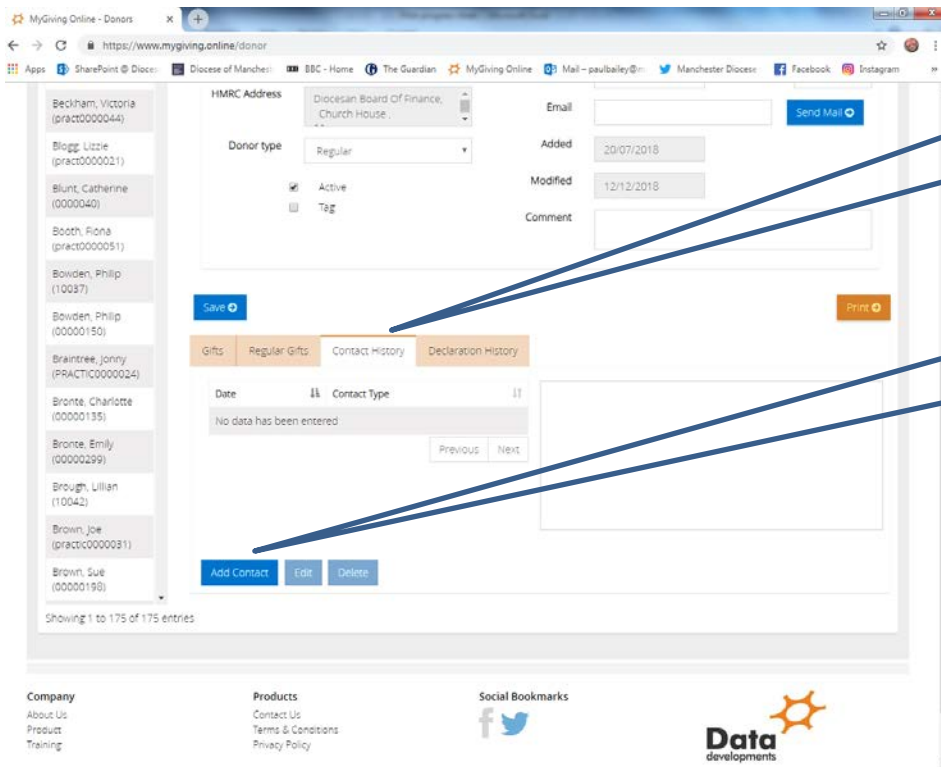 MyGiving Online - Donors
https://www.mygiving.online/donor
Apps SharePoint @ Dioces Diocese of Manches BBC - Home The Guardian MyGiving Online Mail – paulbailey@m Manchester Diocese Facebook Instagram
Beckham, Victoria
(pract0000044)
Blogg, Lizzie
(pract0000021)
Blunt, Catherine
(0000040)
Booth, Fiona
(pract0000051)
Bowden, Philip
(10037)
Bowden, Philip
(00000150)
Braintree, Jonny
(PRACTIC0000024)
Bronte, Charlotte
(00000135)
Bronte, Emily
(00000299)
Brough, Lillian
(10042)
Brown, Joe
(practic0000031)
Brown, Sue
(00000198)
Showing 1 to 175 of 175 entries
HMRC Address
Diocesan Board Of Finance,
Church House ,
Donor type
Regular
Active
Tag
Email
Send Mail
Added
20/07/2018
Modified
12/12/2018
Comment
Save
Print
Gifts Regular Gifts Contact History Declaration History
Date Contact Type
No data has been entered
Previous Next
Add Contact Edit Delete
Company
About Us
Product
Training
Products
Contact Us
Terms & Conditions
Privacy Policy
Social Bookmarks
Data
developments